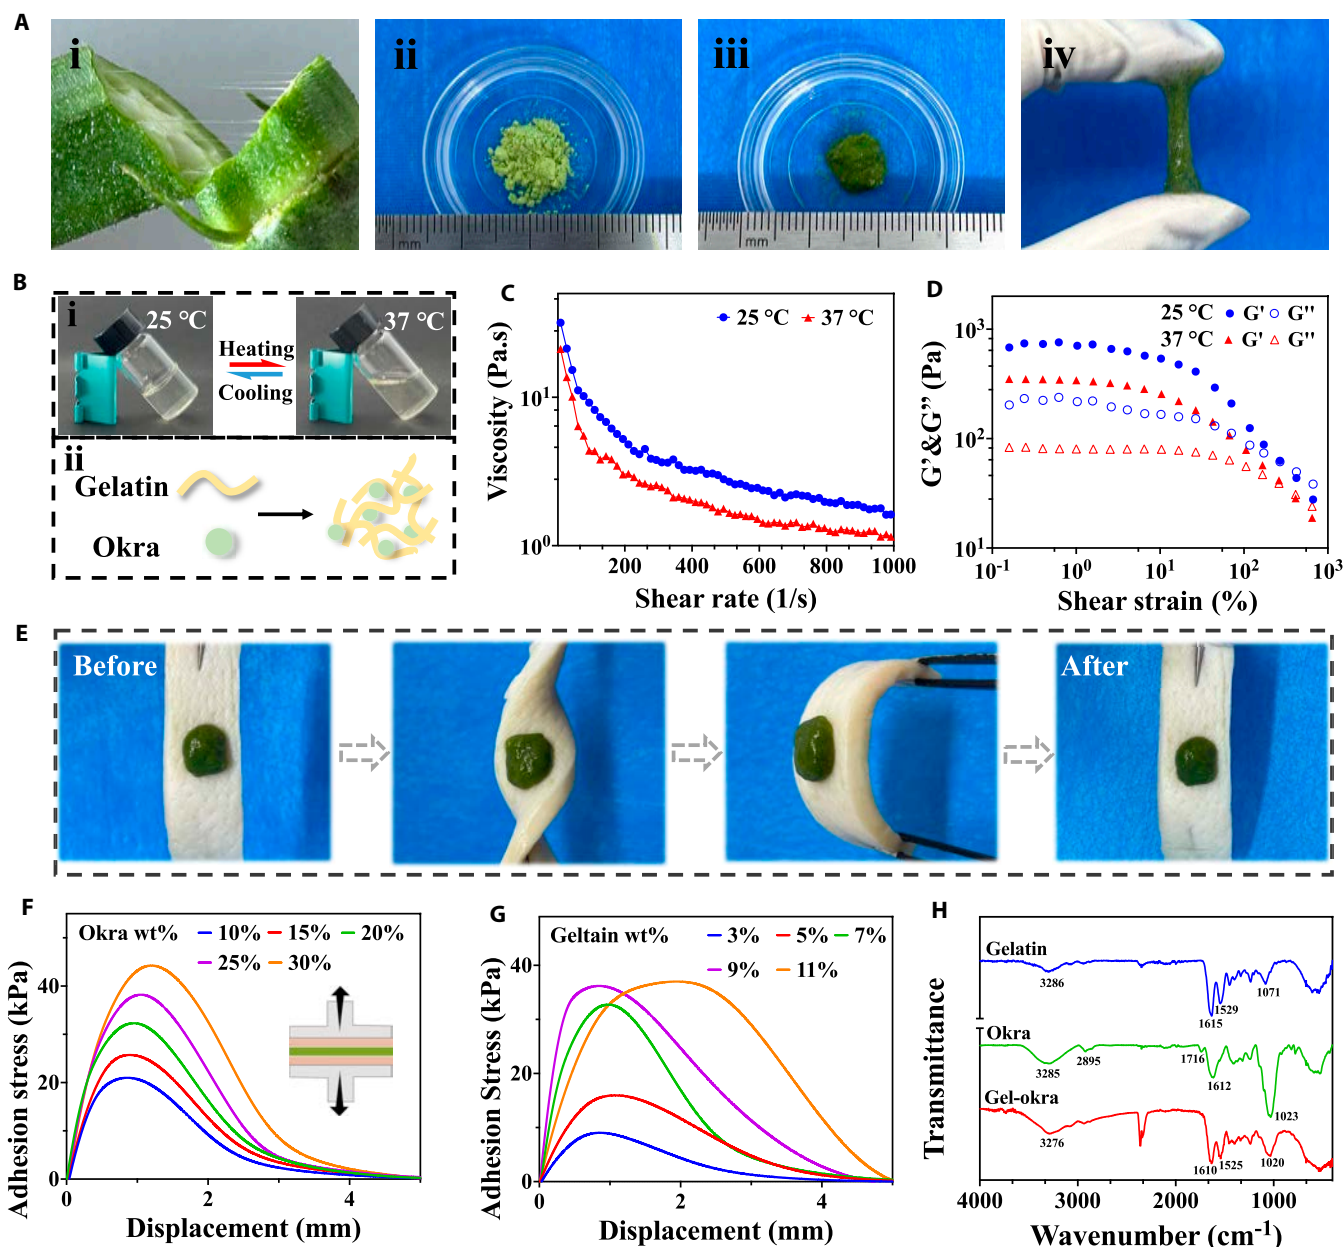 A
i
ii
mm
iii
mm
iv
B
i
25 °C
Heating
Cooling
37 °C
ii
Gelatin
Okra
C
25 °C 37 °C
Viscosity (Pa.s)
10¹
10⁰
200 400 600 800 1000
Shear rate (1/s)
D
25 °C G' G''
37 °C G' G''
G'&G'' (Pa)
10³
10²
10¹
10⁻¹ 10⁰ 10¹ 10² 10³
Shear strain (%)
E
Before
After
F
Okra wt% 10% 15% 20%
25% 30%
Adhesion stress (kPa)
40
20
0
0 2 4
Displacement (mm)
G
Geltain wt% 3% 5% 7%
9% 11%
Adhesion Stress (kPa)
40
20
0
0 2 4
Displacement (mm)
H
Gelatin
3286
1615
1529
1071
Okra
3285
2895
1716
1612
1023
Gel-okra
3276
1610
1525
1020
Transmittance
4000 3000 2000 1000
Wavenumber (cm⁻¹)